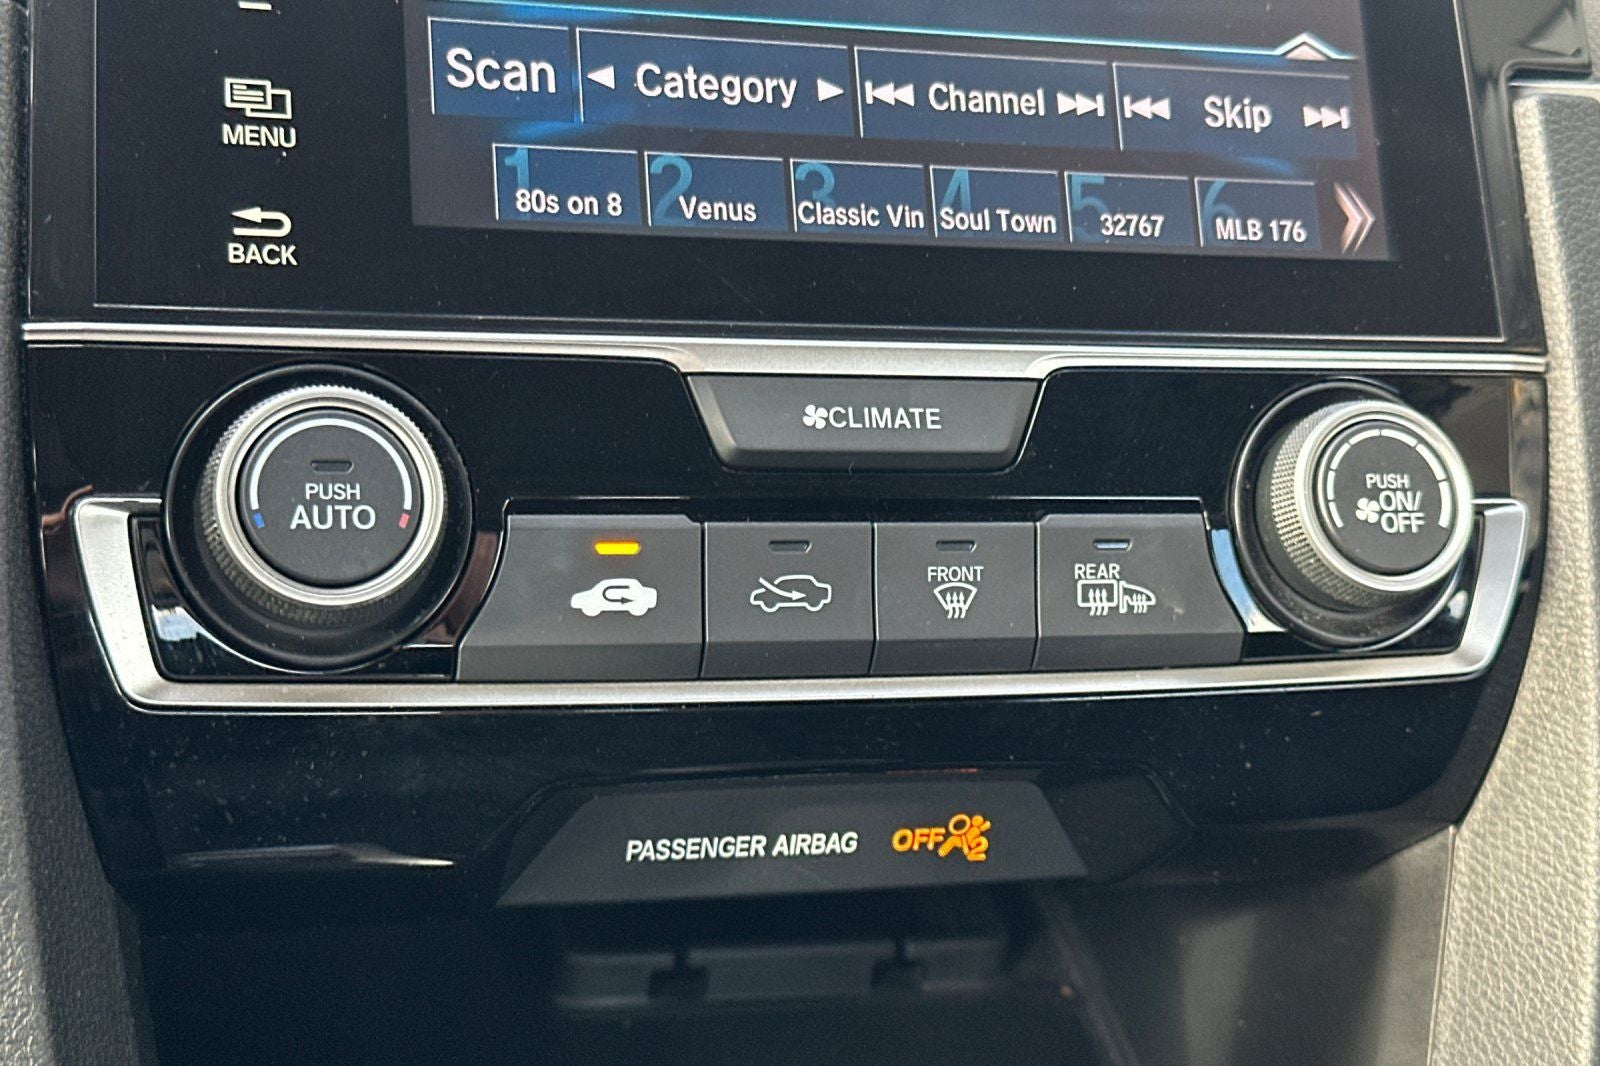 Scan
Category
Channel
Skip
MENU
1
80s on 8
2
Venus
3
Classic Vin
4
Soul Town
5
32767
6
MLB 176
BACK
CLIMATE
PUSH
AUTO
PUSH
ON/
OFF
FRONT
REAR
PASSENGER AIRBAG OFF
2